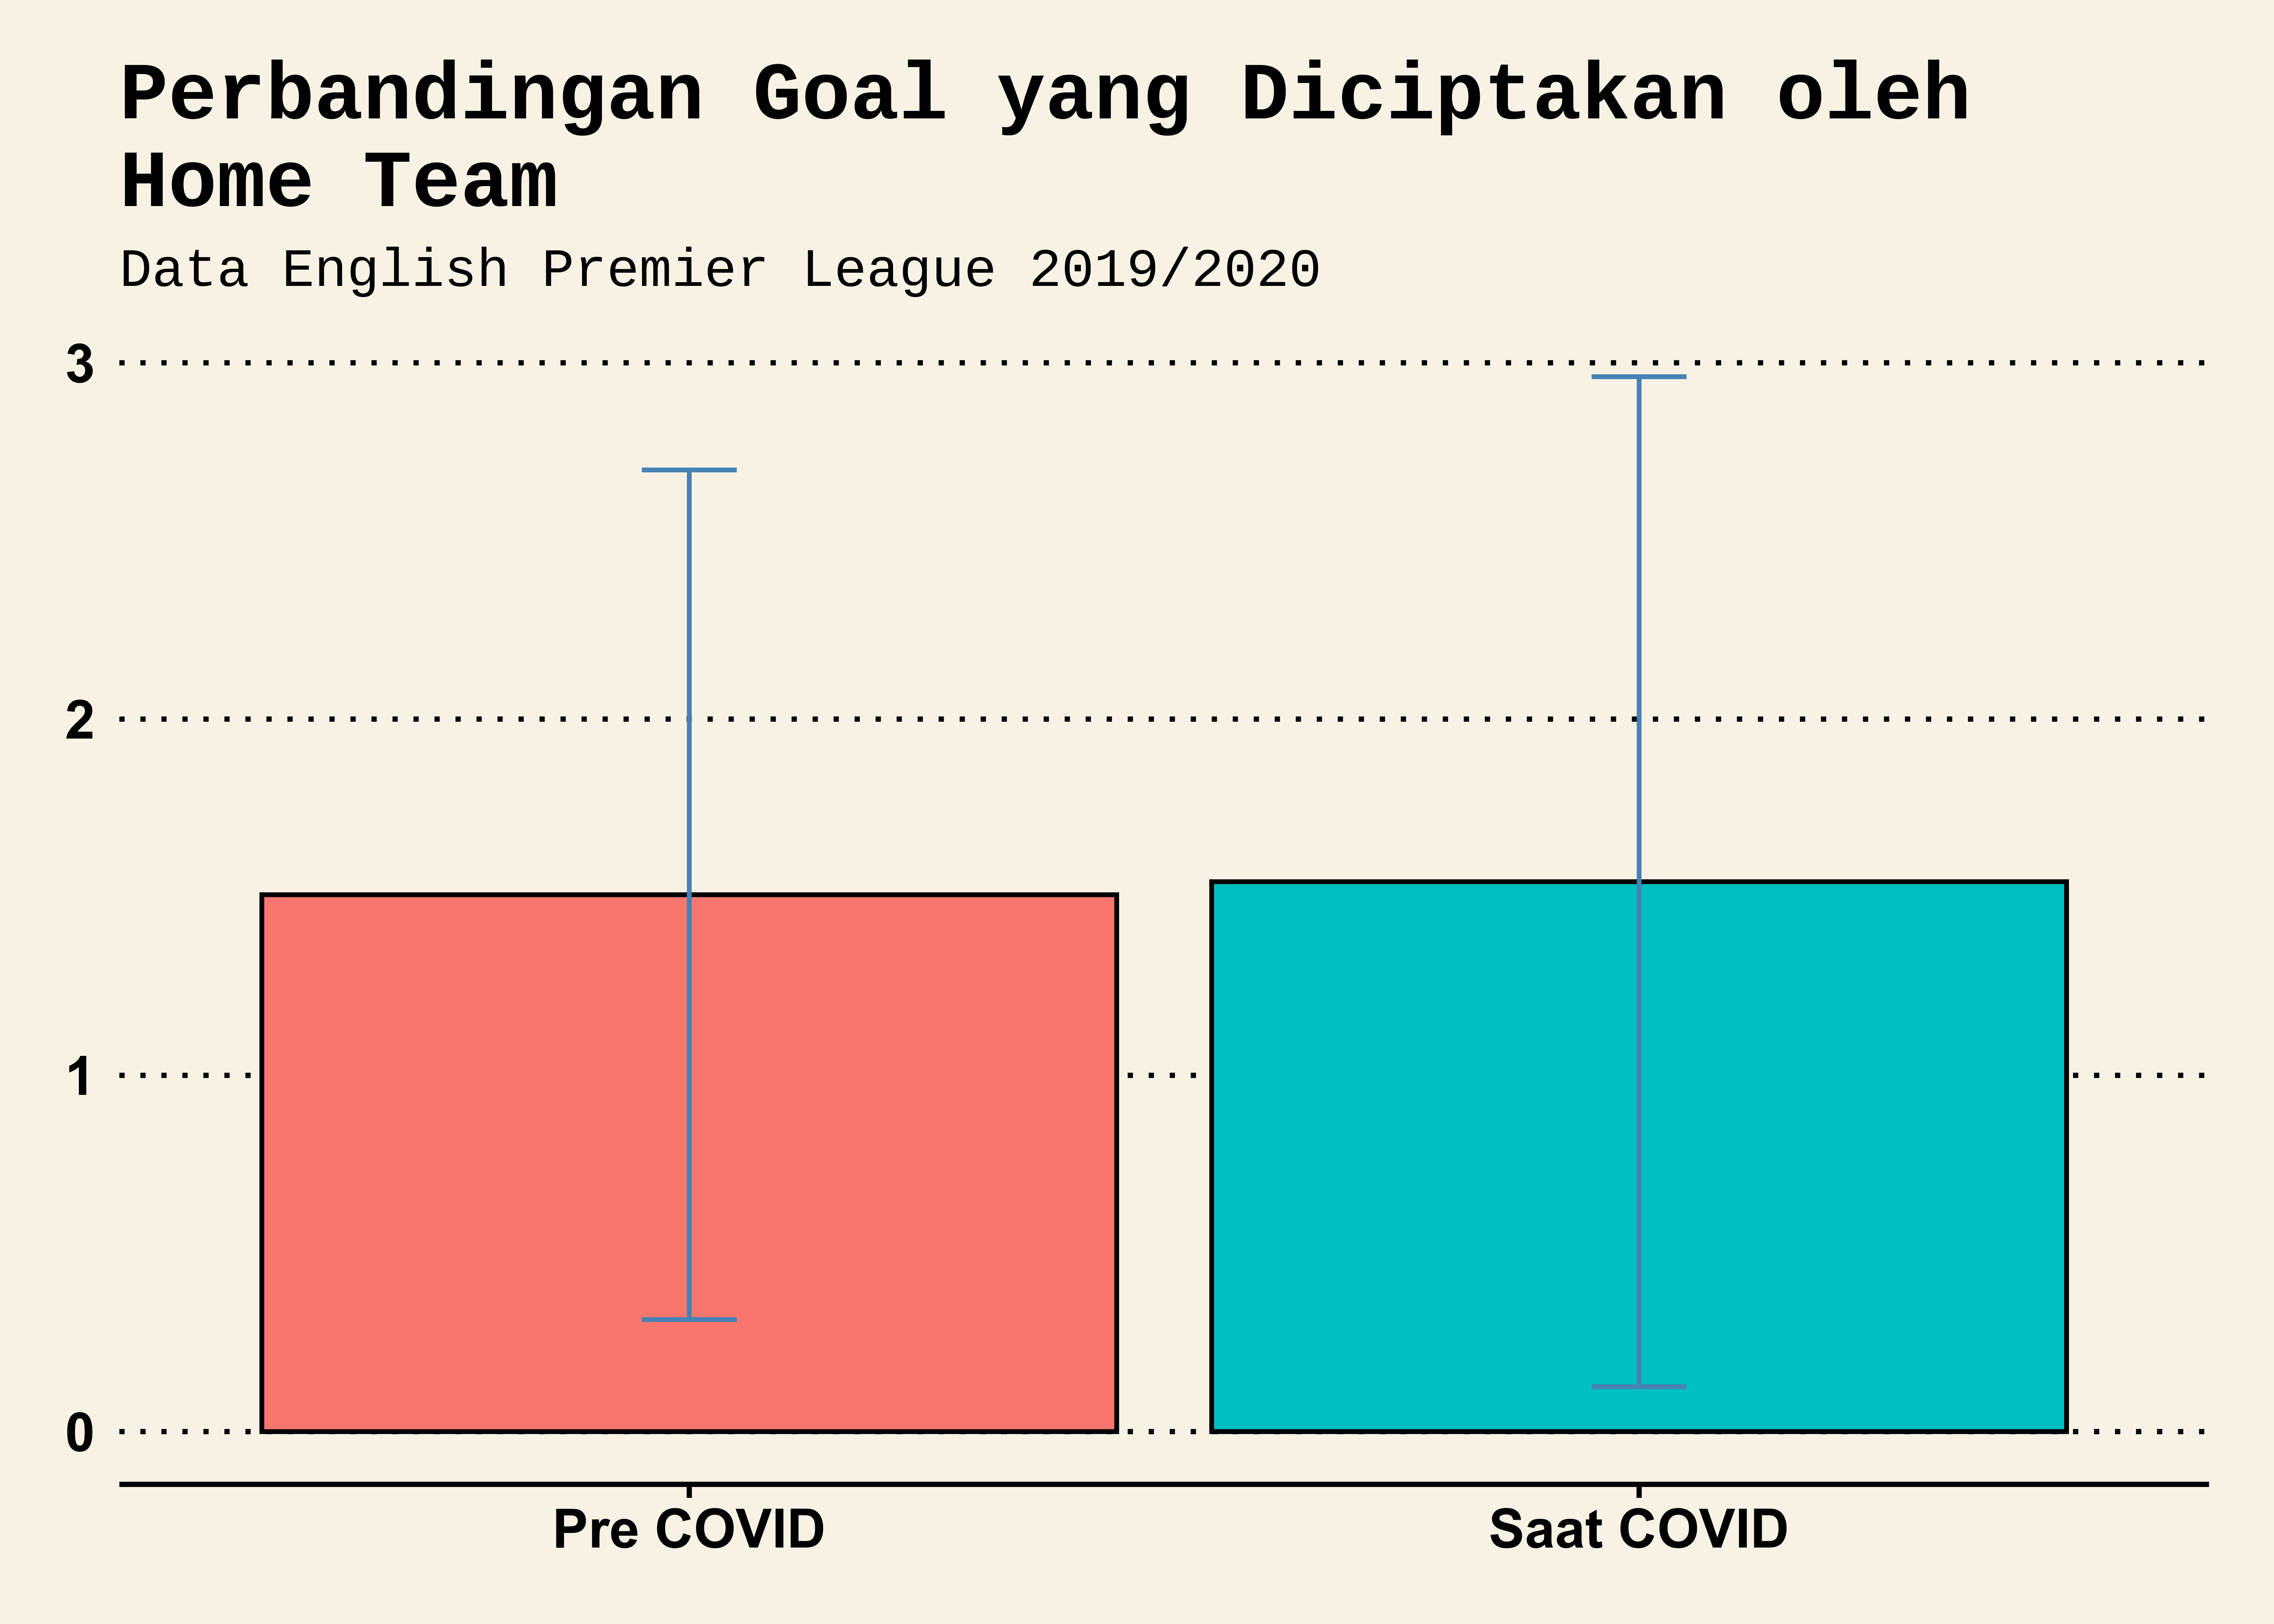 Perbandingan Goal yang Diciptakan oleh
Home Team
Data English Premier League 2019/2020
3
2
1
0
Pre COVID
Saat COVID